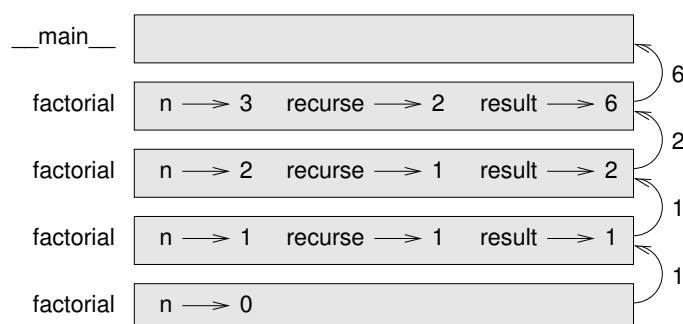 __main__
6
factorial n 3 recurse 2 result 6
2
factorial n 2 recurse 1 result 2
1
factorial n 1 recurse 1 result 1
1
factorial n 0